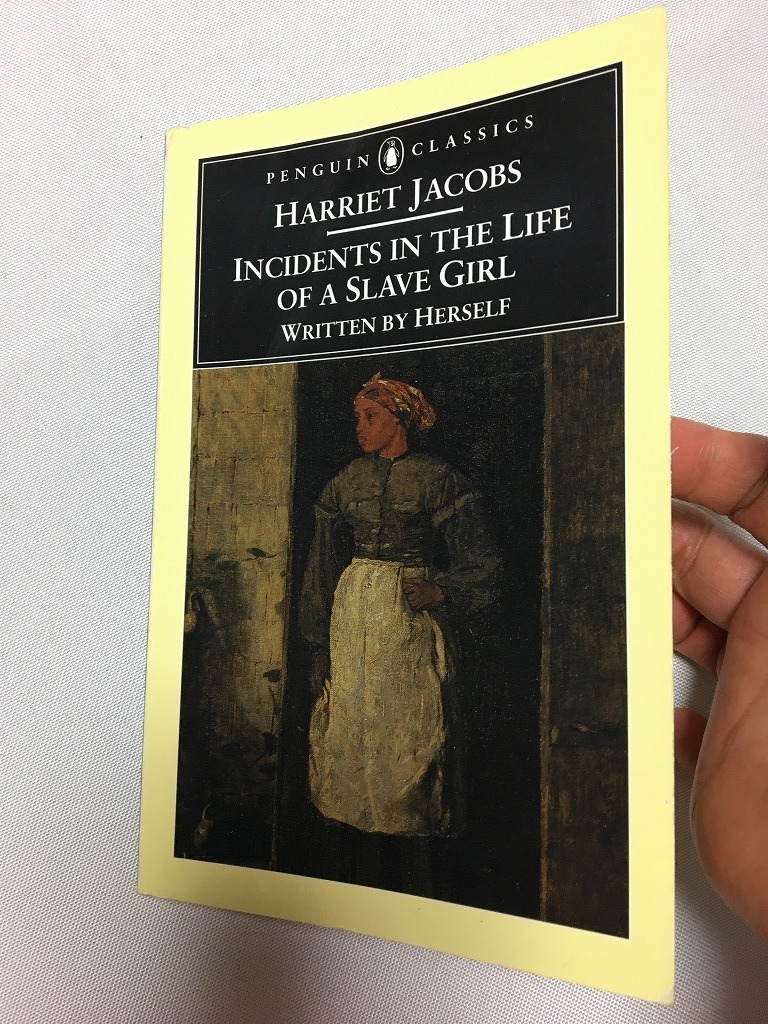 PENGUIN CLASSICS
HARRIET JACOBS
INCIDENTS IN THE LIFE
OF A SLAVE GIRL
WRITTEN BY HERSELF